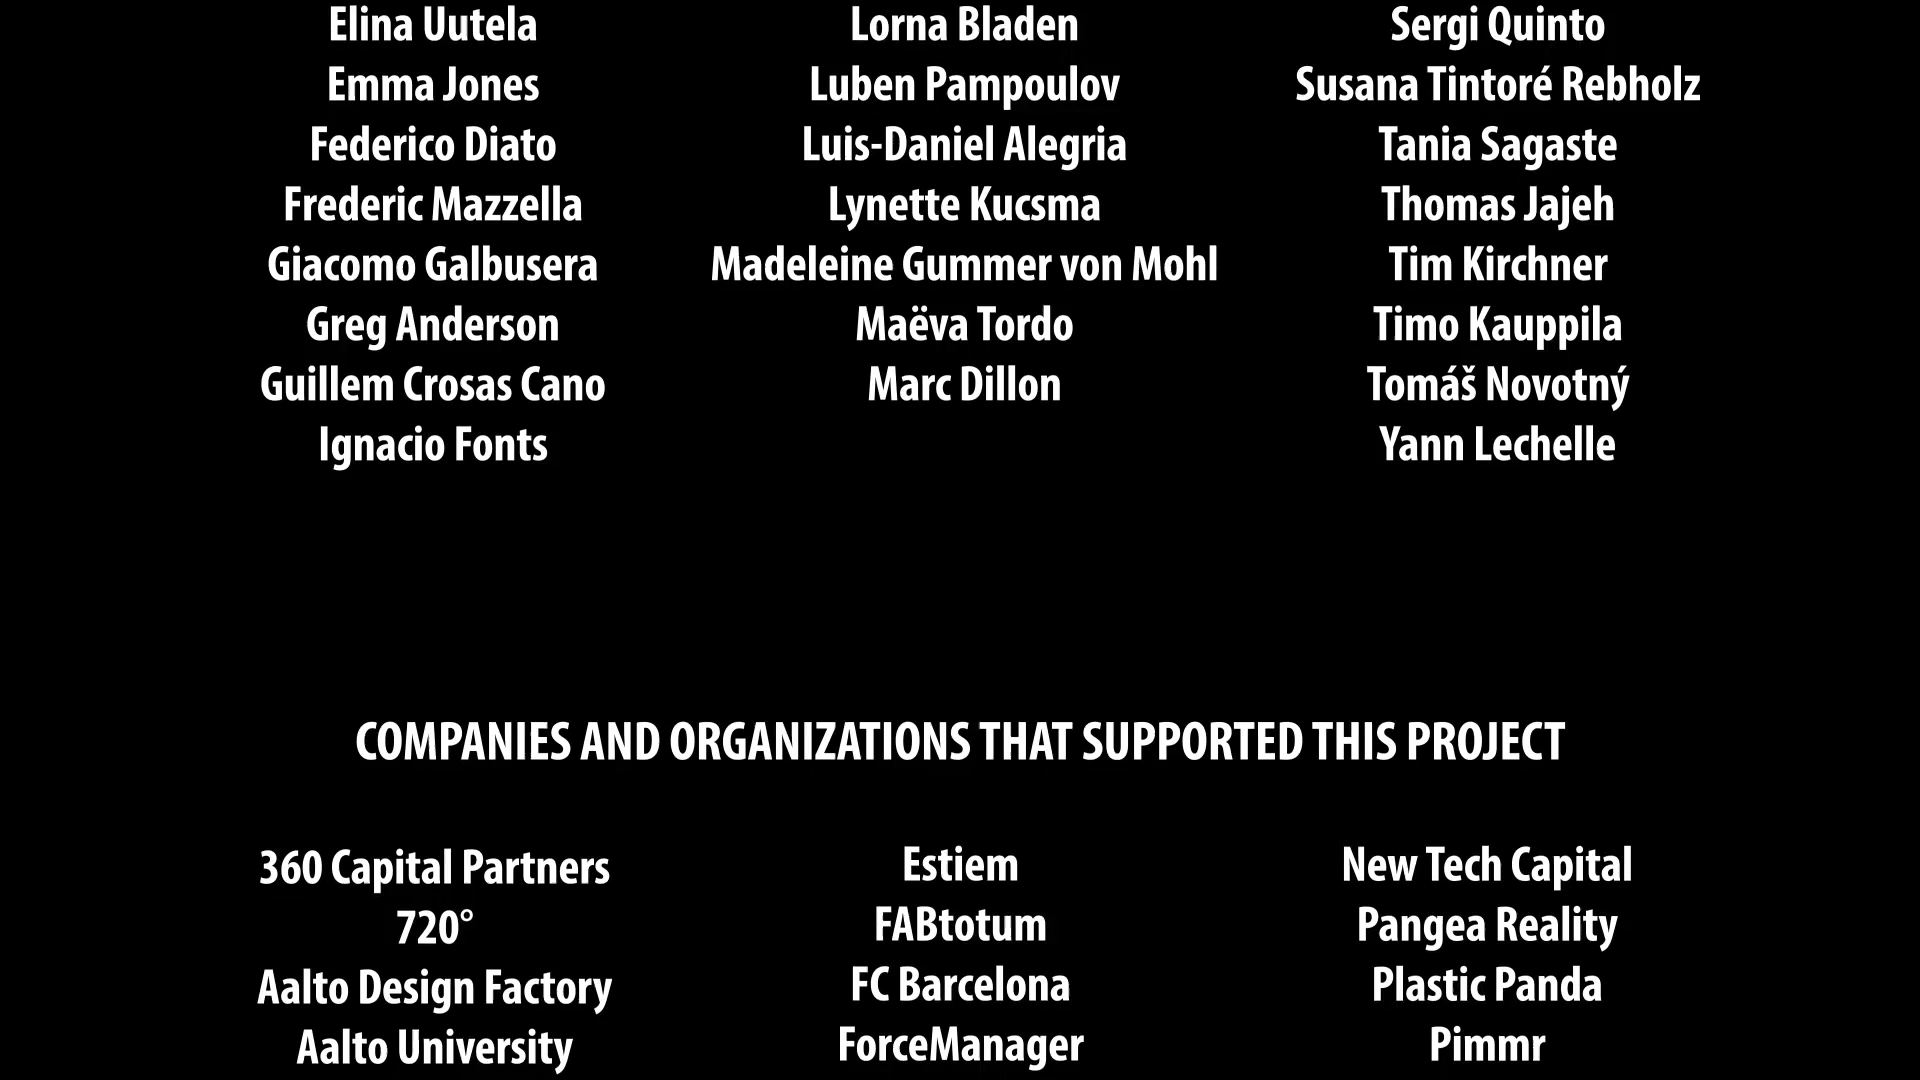 Elina Uutela
Emma Jones
Federico Diato
Frederic Mazzella
Giacomo Galbusera
Greg Anderson
Guillem Crosas Cano
Ignacio Fonts
Lorna Bladen
Luben Pampoulov
Luis-Daniel Alegria
Lynette Kucsma
Madeleine Gummer von Mohl
Maëva Tordo
Marc Dillon
Sergi Quinto
Susana Tintoré Rebholz
Tania Sagaste
Thomas Jajeh
Tim Kirchner
Timo Kauppila
Tomáš Novotný
Yann Lechelle
COMPANIES AND ORGANIZATIONS THAT SUPPORTED THIS PROJECT
360 Capital Partners
720°
Aalto Design Factory
Aalto University
Estiem
FABtotum
FC Barcelona
ForceManager
New Tech Capital
Pangea Reality
Plastic Panda
Pimmr